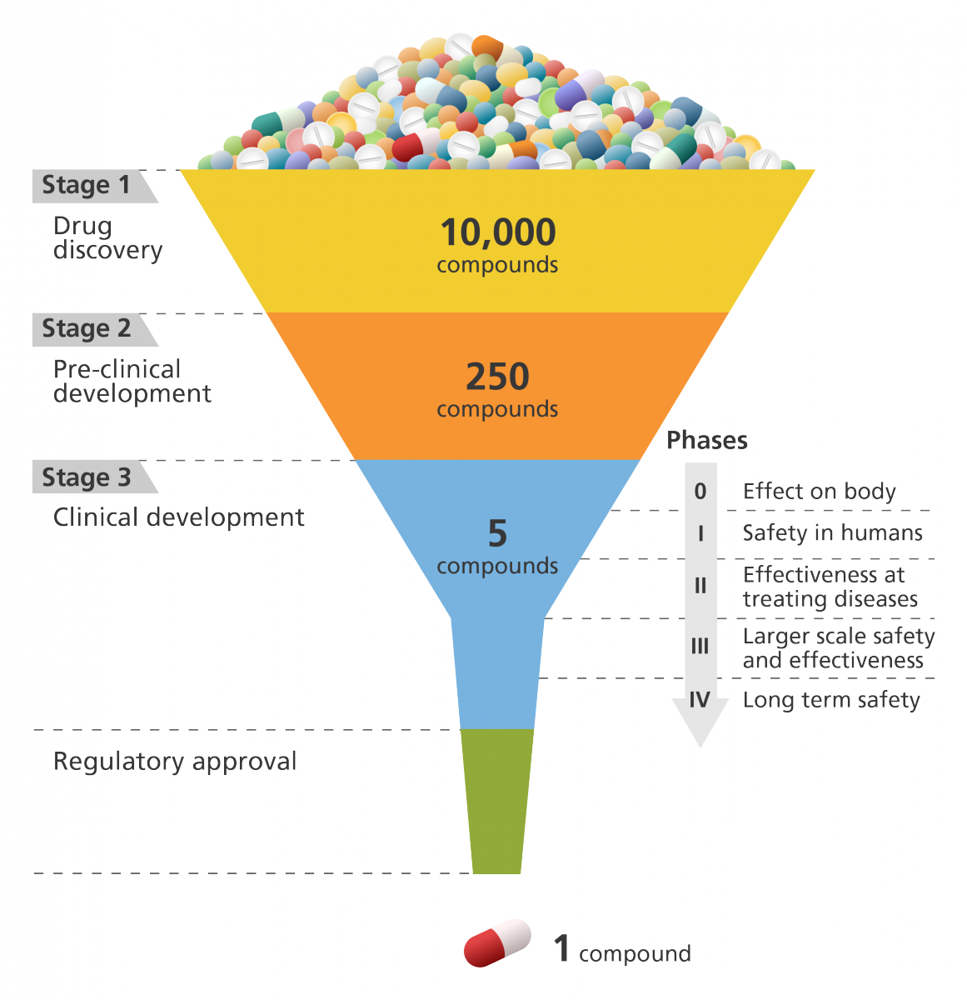 Stage 1
Drug
discovery
10,000
compounds
Stage 2
Pre-clinical
development
250
compounds
Stage 3
Clinical development
5
compounds
Phases
0 Effect on body
I Safety in humans
II Effectiveness at
treating diseases
III Larger scale safety
and effectiveness
IV Long term safety
Regulatory approval
1 compound